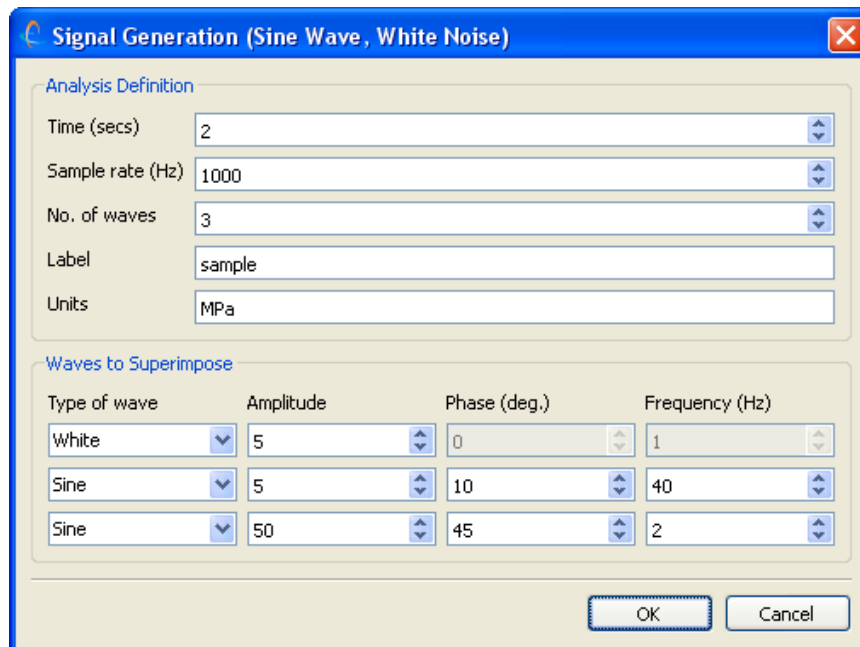 Signal Generation (Sine Wave, White Noise)
Analysis Definition
Time (secs) 2
Sample rate (Hz) 1000
No. of waves 3
Label sample
Units MPa
Waves to Superimpose
Type of wave Amplitude Phase (deg.) Frequency (Hz)
White 5 0 1
Sine 5 10 40
Sine 50 45 2
OK Cancel